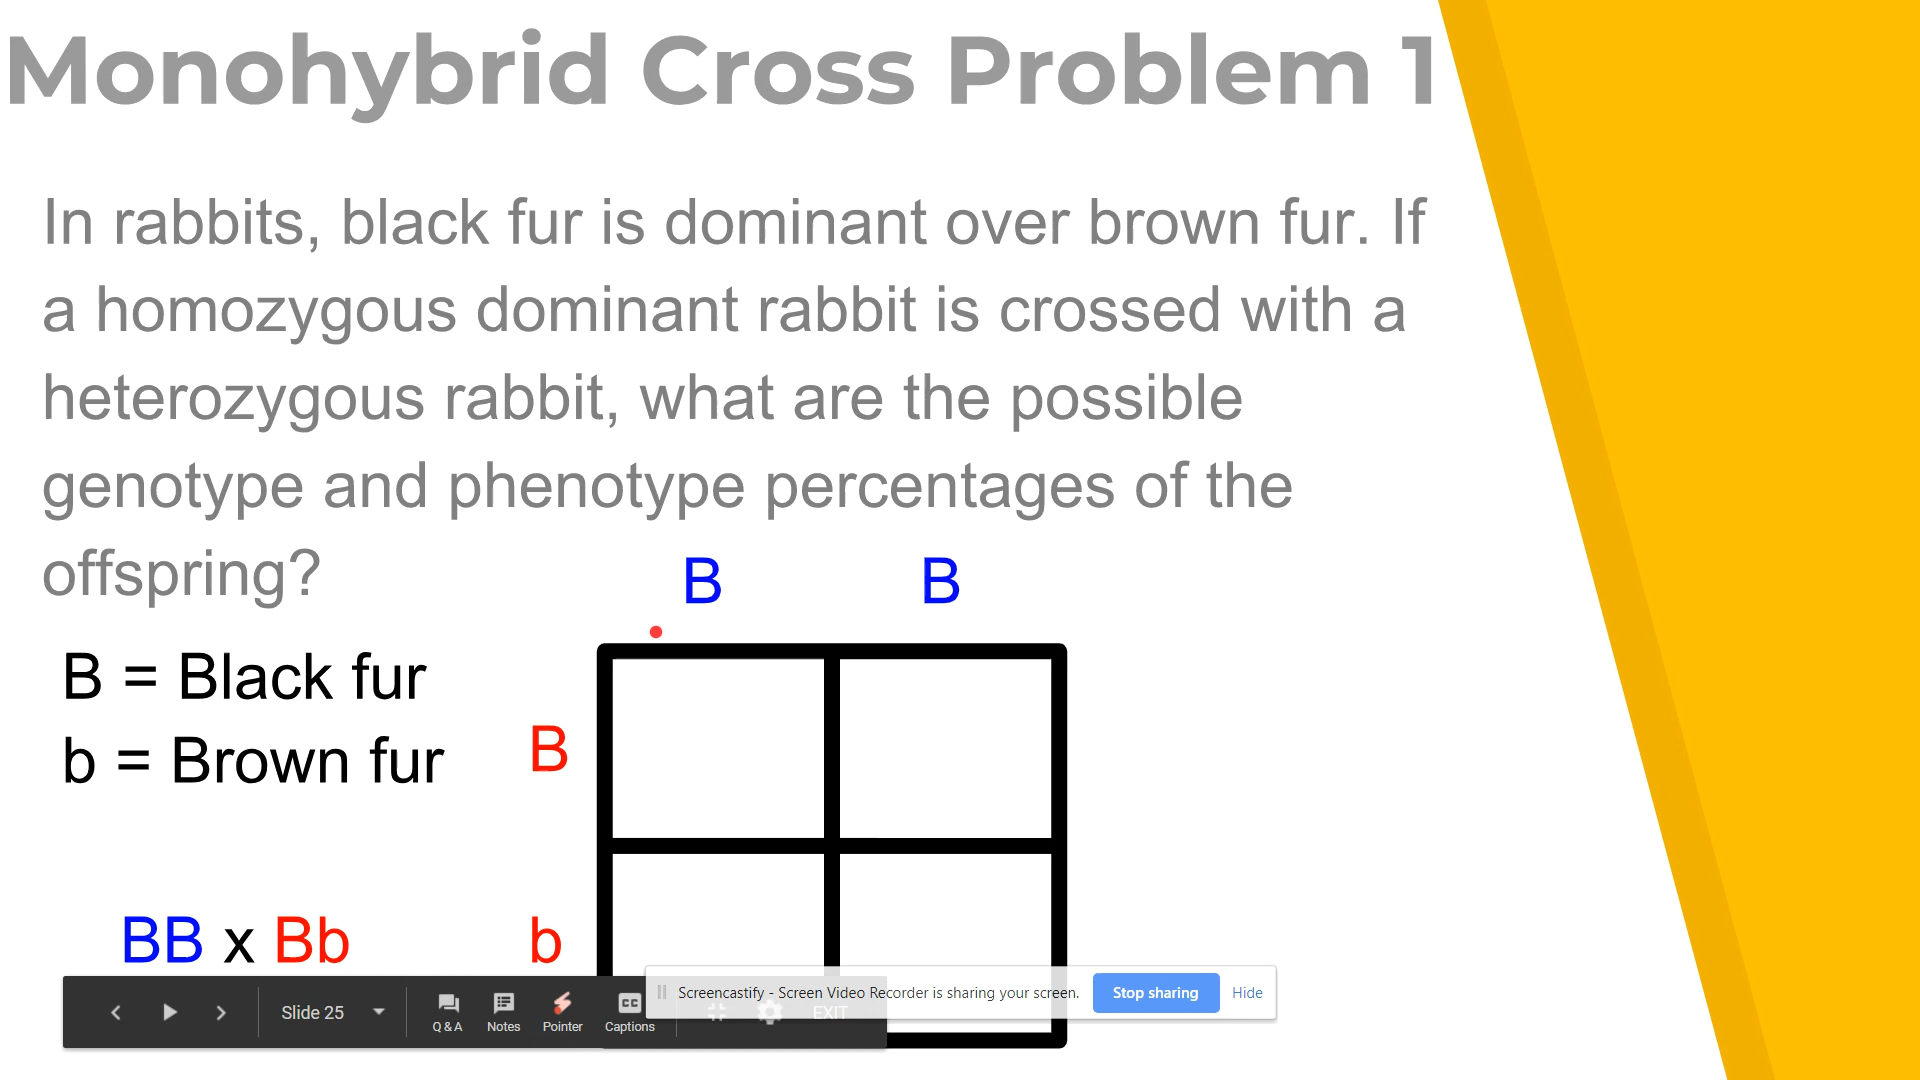 Monohybrid Cross Problem 1
In rabbits, black fur is dominant over brown fur. If
a homozygous dominant rabbit is crossed with a
heterozygous rabbit, what are the possible
genotype and phenotype percentages of the
offspring?
B B
B = Black fur
b = Brown fur
B
BB x Bb
b
Slide 25
Q & A
Notes
Pointer
CC
Captions
EXIT
Screencastify - Screen Video Recorder is sharing your screen.
Stop sharing
Hide